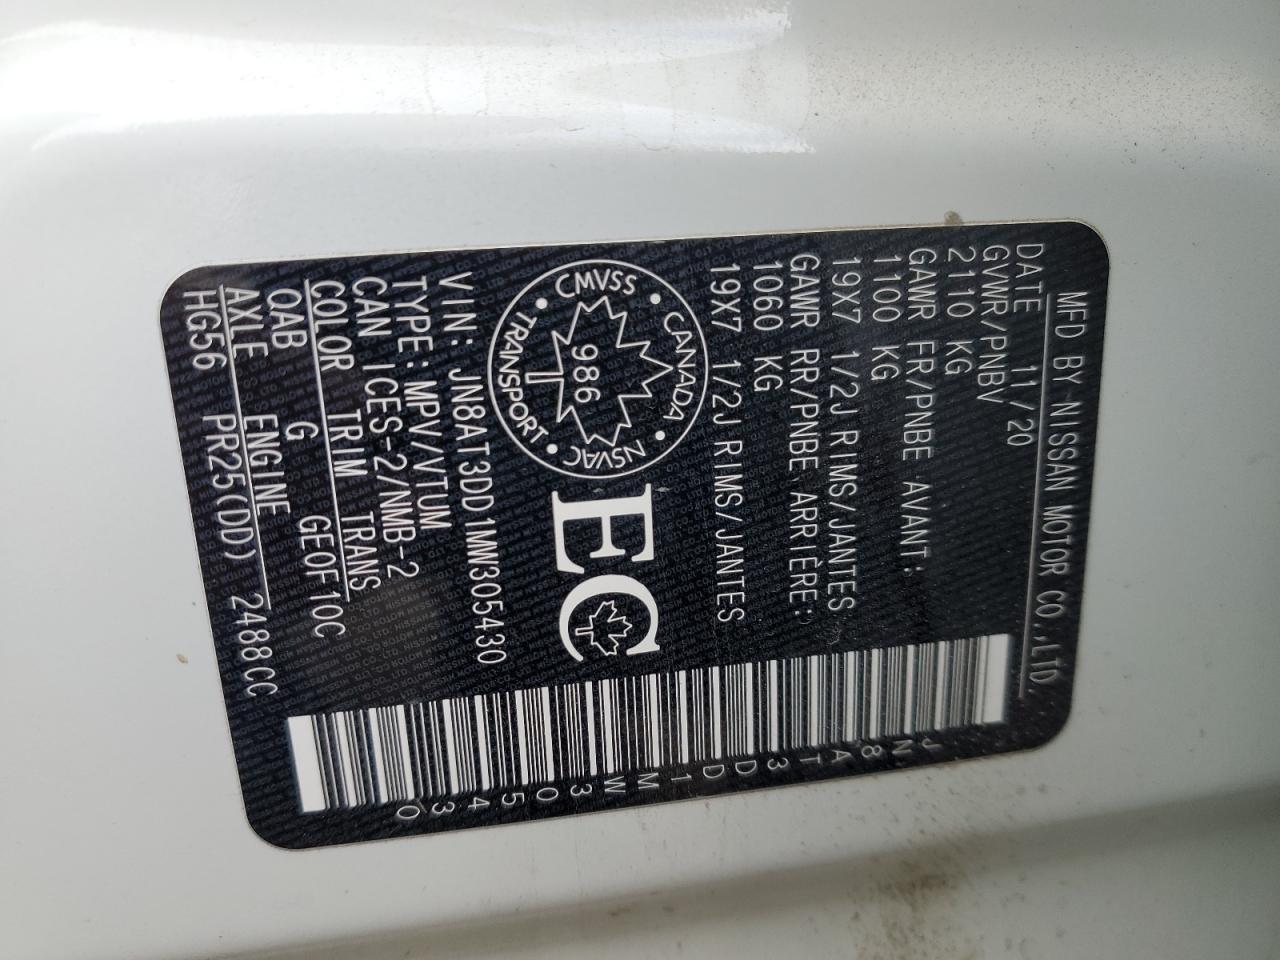 MFD BY NISSAN MOTOR CO.,LTD.
DATE 11/20
GVWR/PNBV
2110 KG
GAWR FR/PNBE AVANT:
1100 KG
19X7 1/2J RIMS/JANTES
GAWR RR/PNBE ARRIÈRE:
1060 KG
19X7 1/2J RIMS/JANTES
CMVSS • CANADA • NSVAC • TRANSPORT •
986
EC
VIN: JN8AT3DD1MW305430
TYPE: MPV/VTUM
CAN ICES-2/NMB-2
COLOR TRIM TRANS
QAB G GE0F10C
AXLE ENGINE
HG56 PR25(DD) 2488CC
JN8AT3DD1MW305430